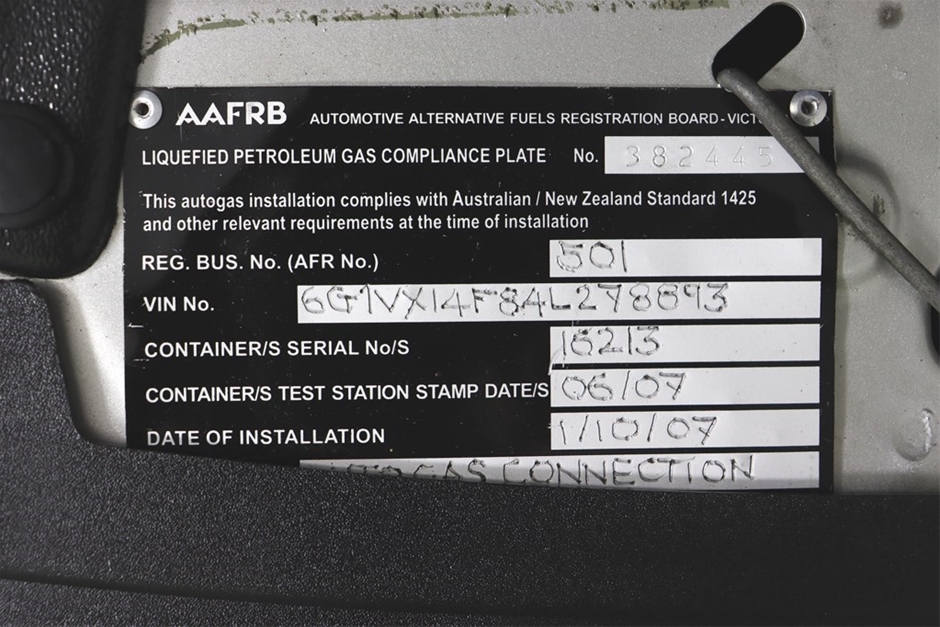 AAFRB AUTOMOTIVE ALTERNATIVE FUELS REGISTRATION BOARD-VICT
LIQUEFIED PETROLEUM GAS COMPLIANCE PLATE No. 382445
This autogas installation complies with Australian / New Zealand Standard 1425
and other relevant requirements at the time of installation
REG. BUS. No. (AFR No.) 501
VIN No. 6G1VX14F84L278893
CONTAINER/S SERIAL No/S 16213
CONTAINER/S TEST STATION STAMP DATE/S 06/07
DATE OF INSTALLATION 1/10/07
GAS CONNECTION